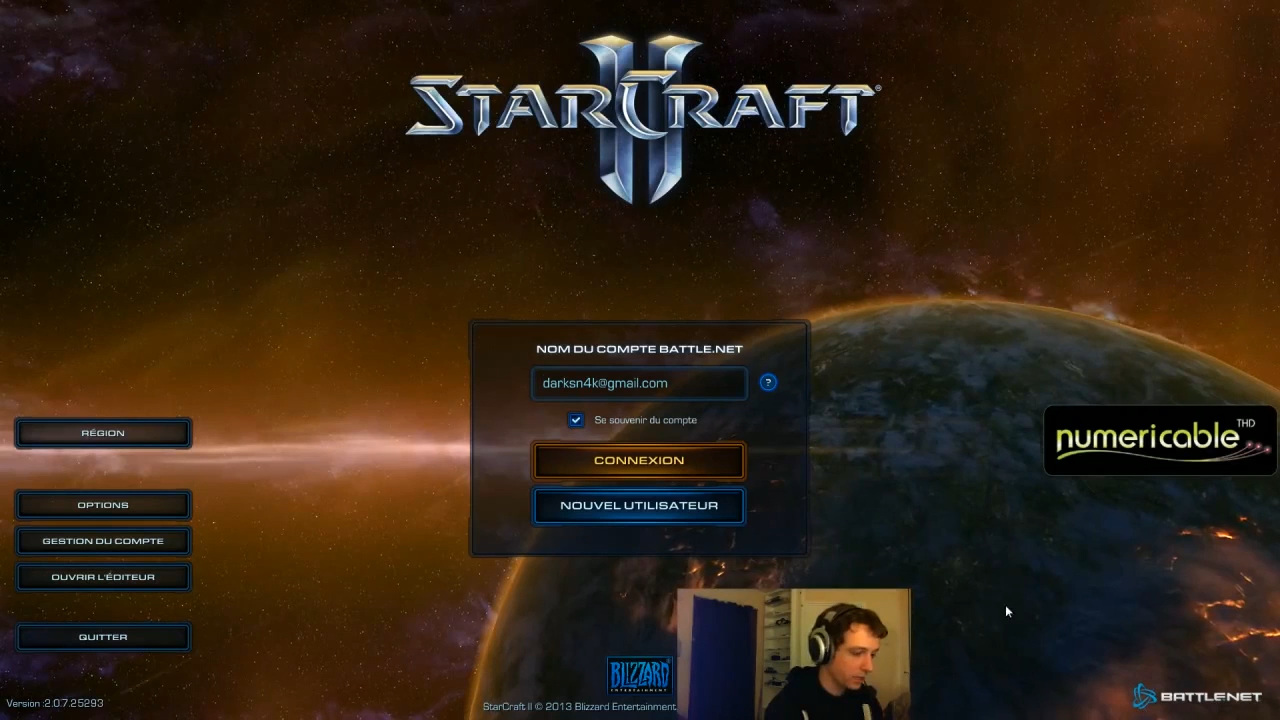 STARCRAFT®
II
NOM DU COMPTE BATTLE.NET
darksn4k@gmail.com
?
Se souvenir du compte
CONNEXION
NOUVEL UTILISATEUR
RÉGION
OPTIONS
GESTION DU COMPTE
OUVRIR L'ÉDITEUR
QUITTER
numericable THD
BLIZZARD
ENTERTAINMENT
Version :2.0.7.25293
StarCraft II © 2013 Blizzard Entertainment
BATTLE.NET